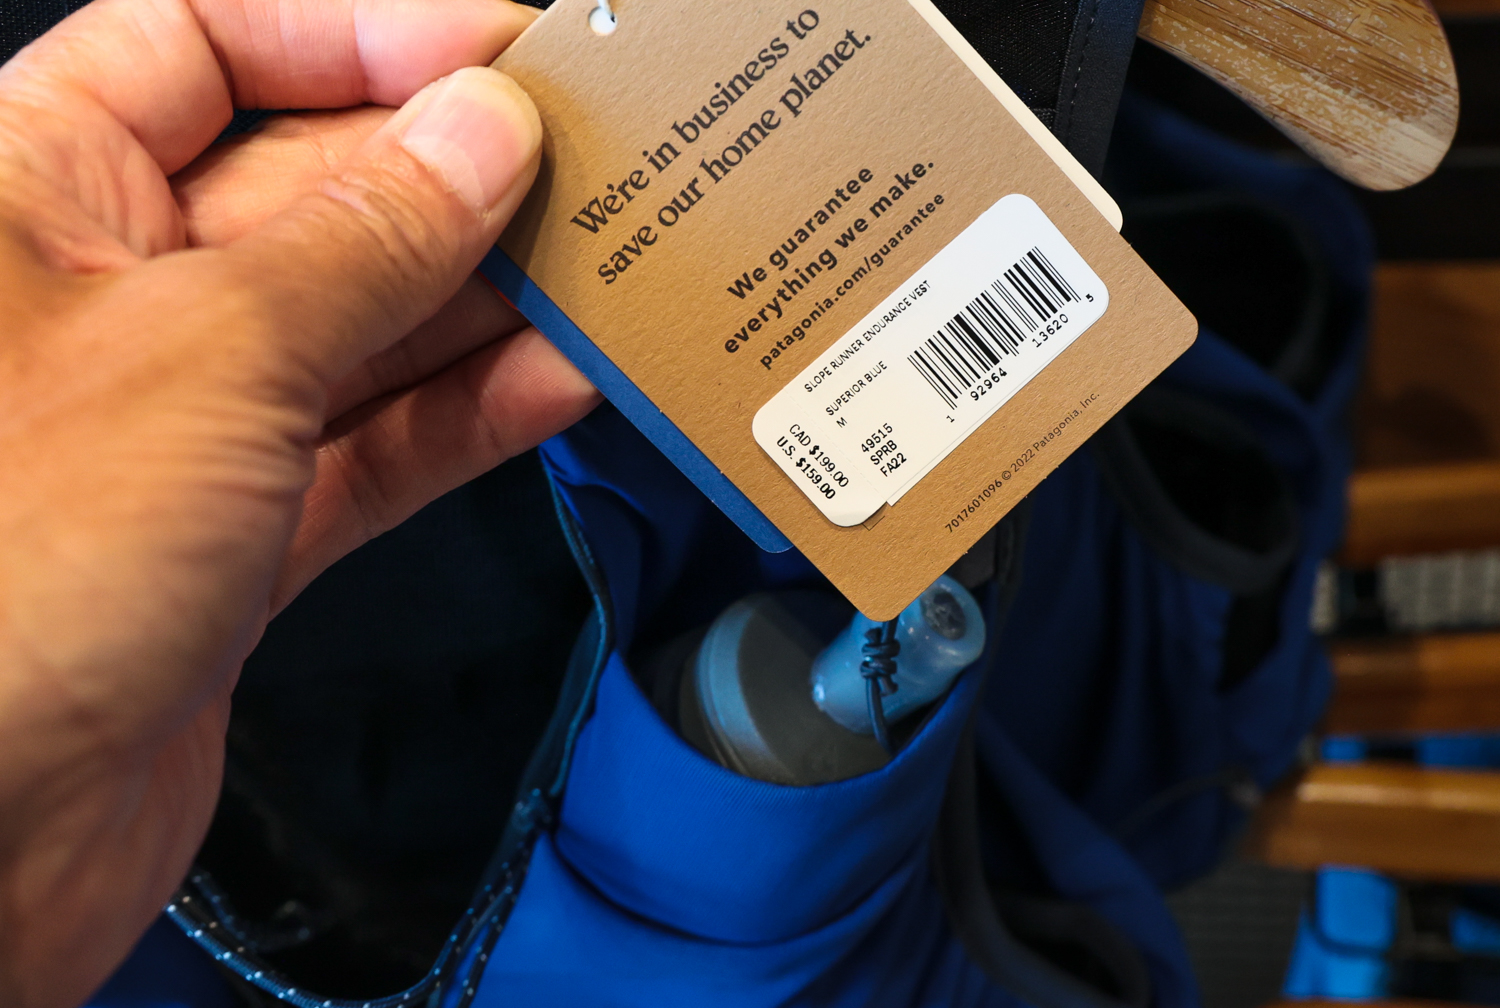 We're in business to
save our home planet.
We guarantee
everything we make.
patagonia.com/guarantee
SLOPE RUNNER ENDURANCE VEST
SUPERIOR BLUE
M
49515
SPRB
FA22
CAD $199.00
U.S. $159.00
1 92964 13620 5
7017601096 © 2022 Patagonia, Inc.